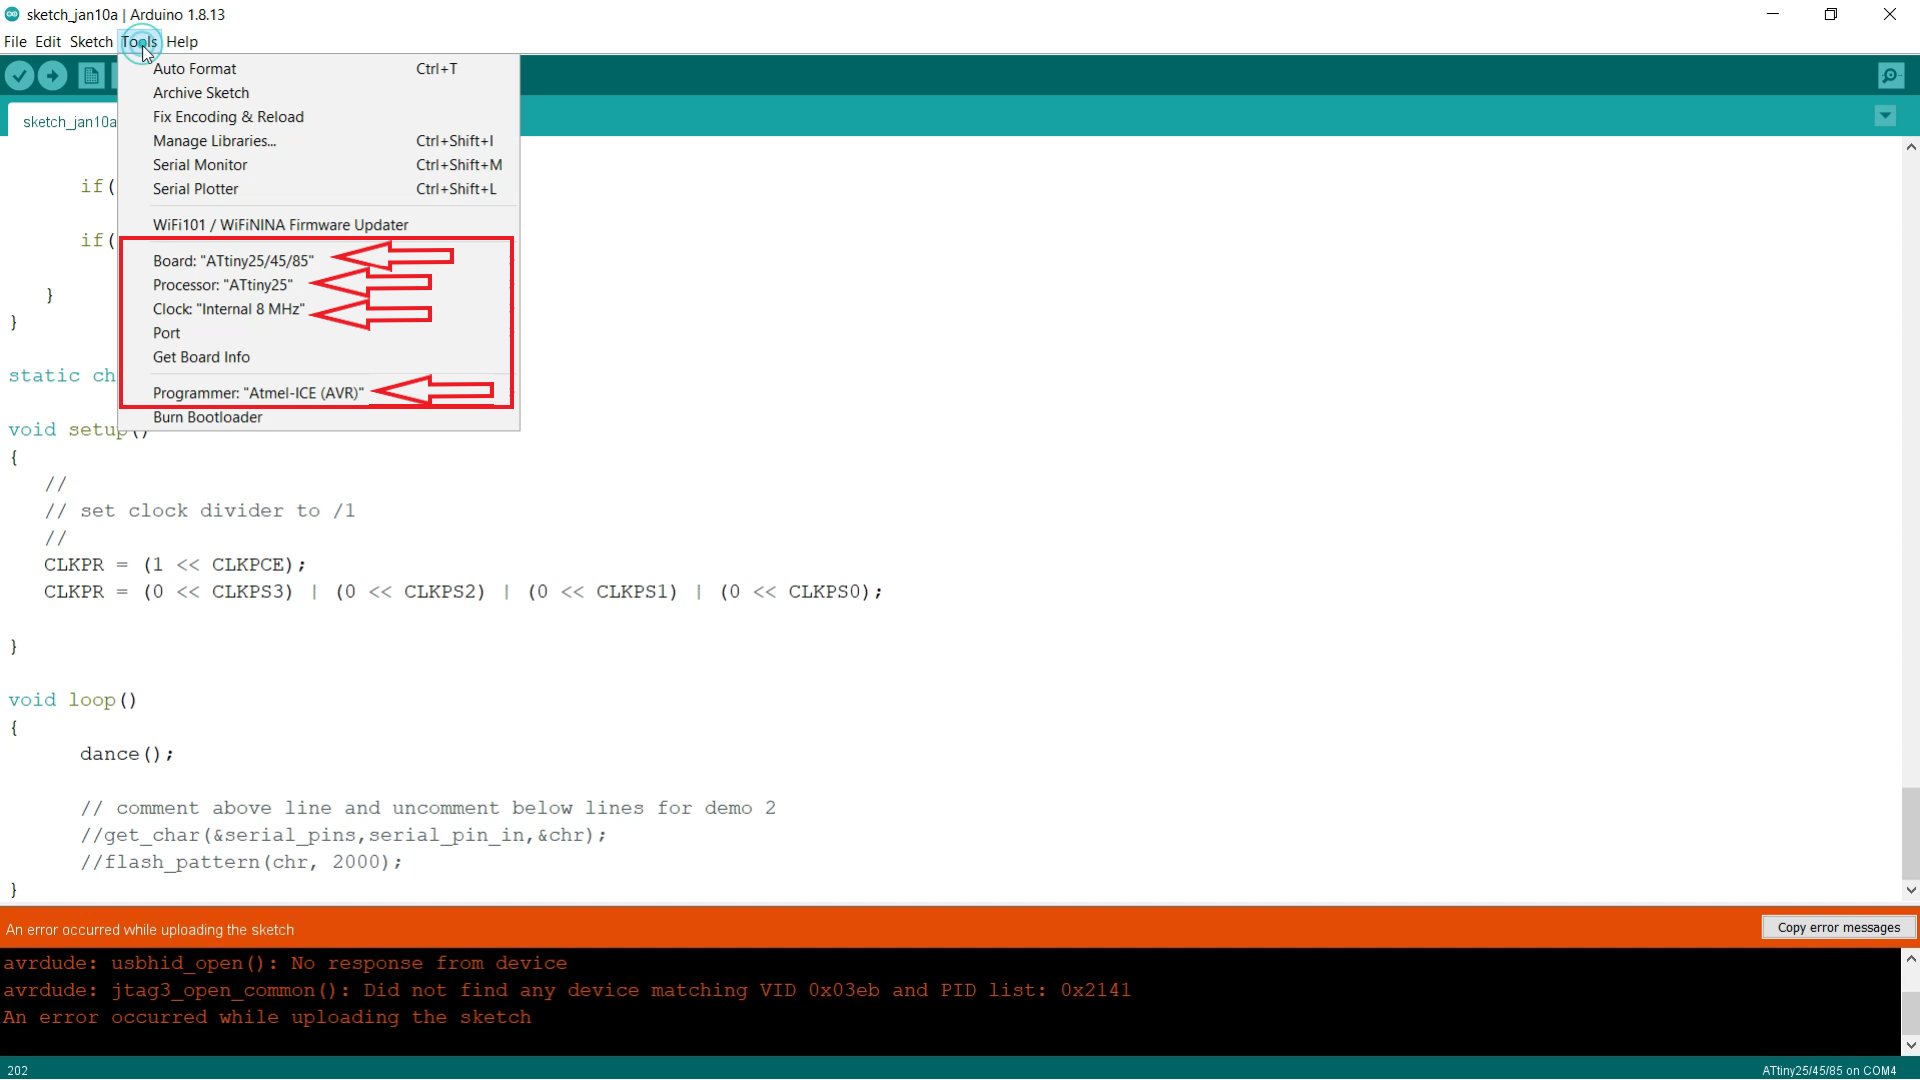 sketch_jan10a | Arduino 1.8.13
File Edit Sketch Tools Help
Auto Format Ctrl+T
Archive Sketch
Fix Encoding & Reload
Manage Libraries... Ctrl+Shift+I
Serial Monitor Ctrl+Shift+M
Serial Plotter Ctrl+Shift+L
WiFi101 / WiFiNINA Firmware Updater
Board: "ATtiny25/45/85"
Processor: "ATtiny25"
Clock: "Internal 8 MHz"
Port
Get Board Info
Programmer: "Atmel-ICE (AVR)"
Burn Bootloader
sketch_jan10a
if(
if(
}
}
static ch
void setup()
{
//
// set clock divider to /1
//
CLKPR = (1 << CLKPCE);
CLKPR = (0 << CLKPS3) | (0 << CLKPS2) | (0 << CLKPS1) | (0 << CLKPS0);
}
void loop()
{
dance();
// comment above line and uncomment below lines for demo 2
//get_char(&serial_pins,serial_pin_in,&chr);
//flash_pattern(chr, 2000);
}
An error occurred while uploading the sketch
Copy error messages
avrdude: usbhid_open(): No response from device
avrdude: jtag3_open_common(): Did not find any device matching VID 0x03eb and PID list: 0x2141
An error occurred while uploading the sketch
202
ATtiny25/45/85 on COM4